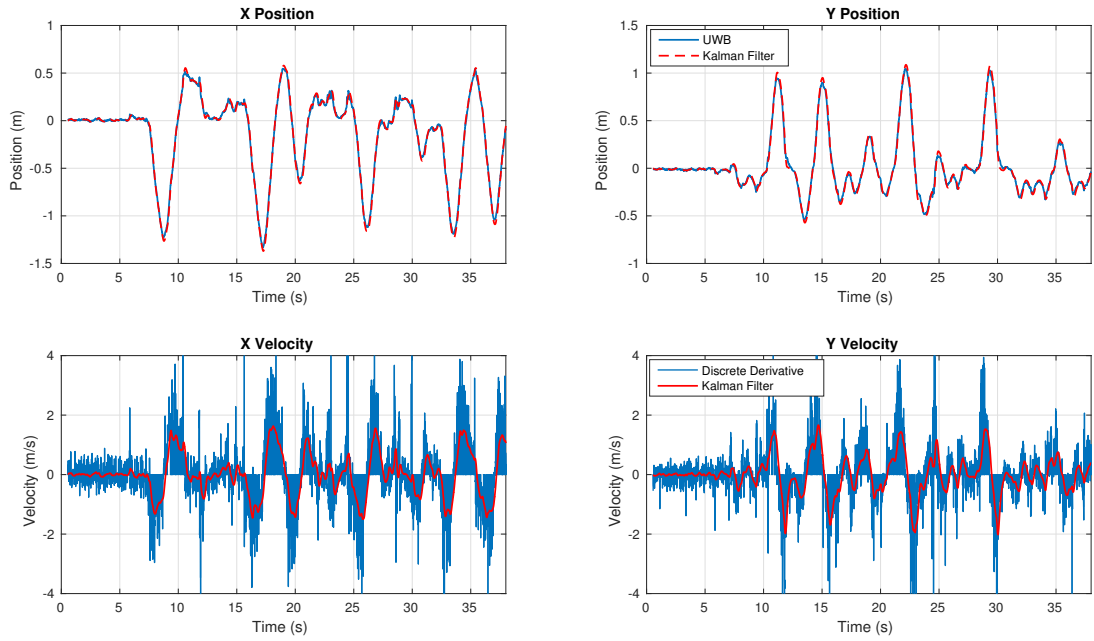 X Position
1
0.5
0
-0.5
-1
-1.5
Position (m)
0 5 10 15 20 25 30 35
Time (s)
Y Position
UWB
Kalman Filter
1.5
1
0.5
0
-0.5
-1
Position (m)
0 5 10 15 20 25 30 35
Time (s)
X Velocity
4
2
0
-2
-4
Velocity (m/s)
0 5 10 15 20 25 30 35
Time (s)
Y Velocity
Discrete Derivative
Kalman Filter
4
2
0
-2
-4
Velocity (m/s)
0 5 10 15 20 25 30 35
Time (s)